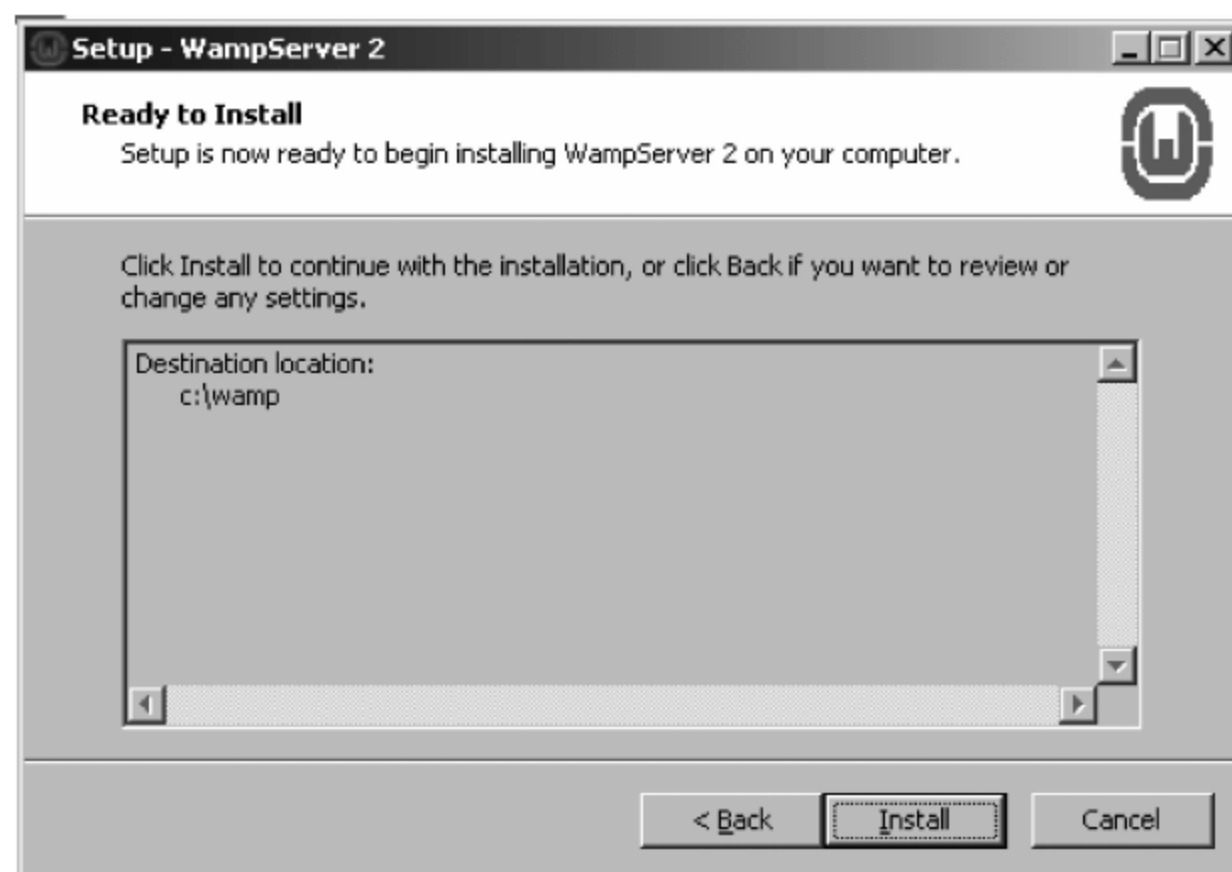 Setup - WampServer 2
Ready to Install
Setup is now ready to begin installing WampServer 2 on your computer.
Click Install to continue with the installation, or click Back if you want to review or
change any settings.
Destination location:
c:\wamp
< Back
Install
Cancel